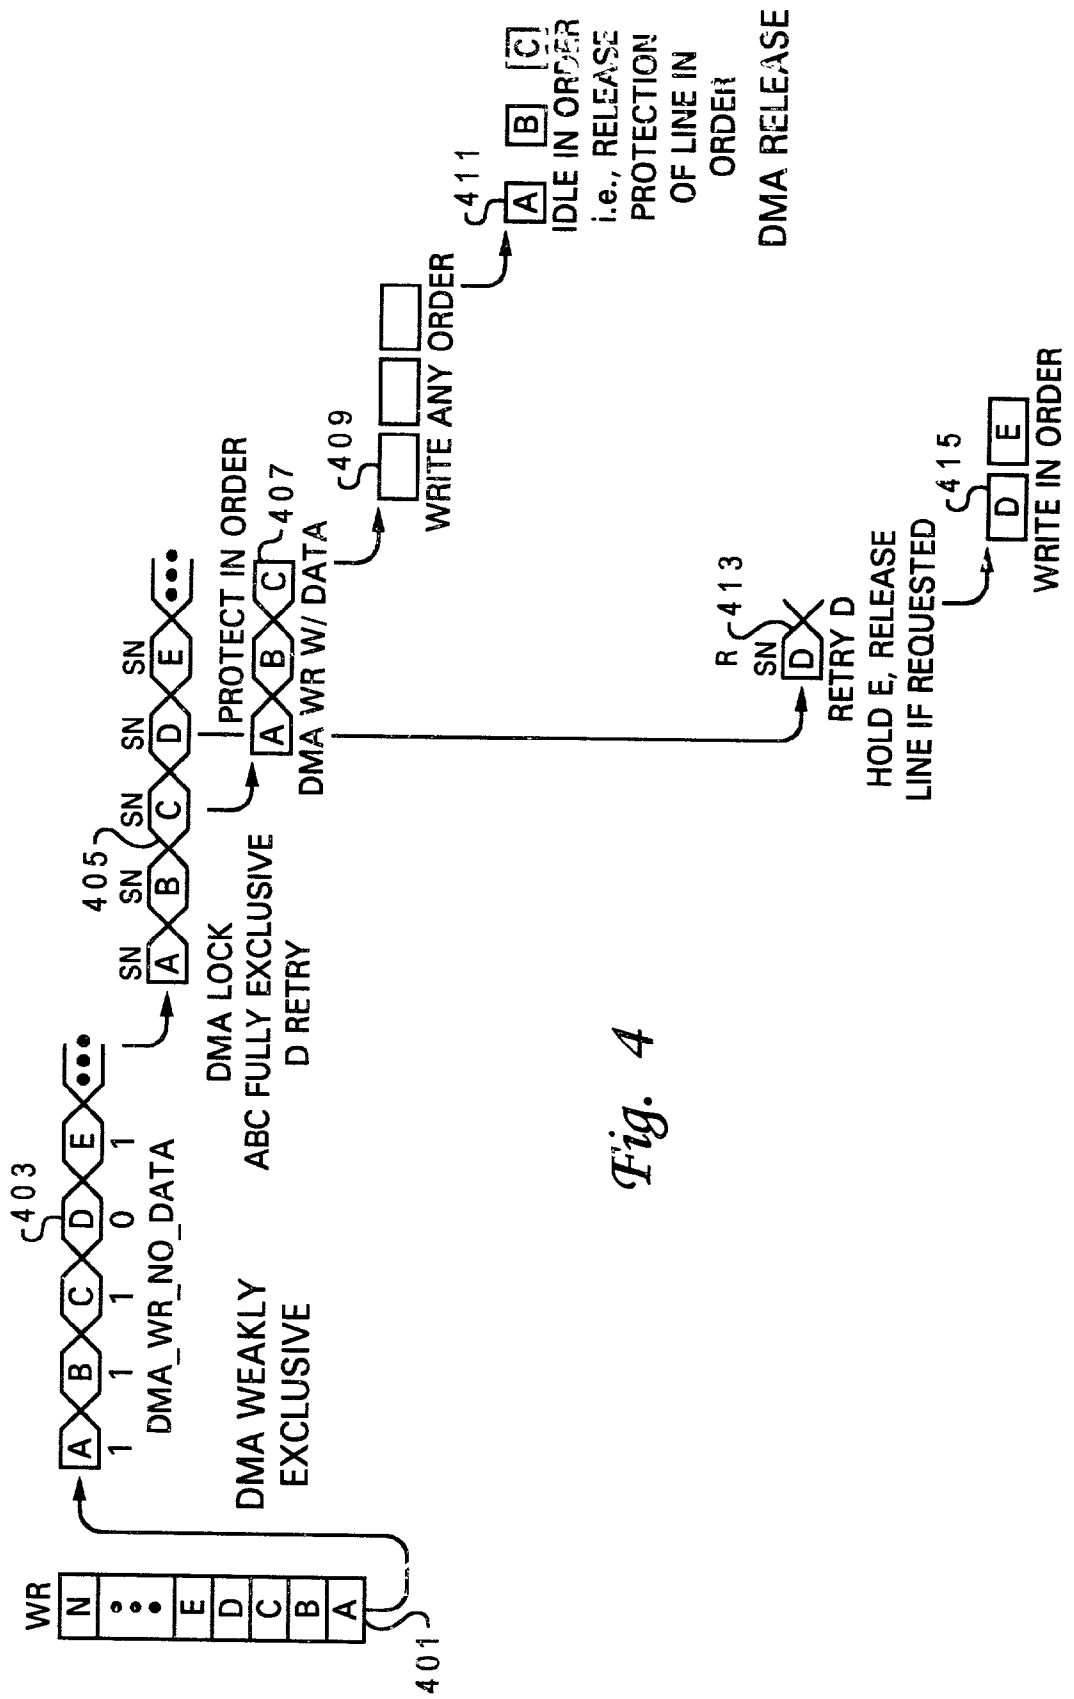 WR
N
•••
E
D
C
B
A
401
403
A B C D E •••
1 1 1 0 1
DMA_WR_NO_DATA
DMA WEAKLY
EXCLUSIVE
405
SN SN SN SN SN
A B C D E •••
DMA LOCK
ABC FULLY EXCLUSIVE
D RETRY
PROTECT IN ORDER
A B C
407
DMA WR W/ DATA
409
WRITE ANY ORDER
411
A B C
IDLE IN ORDER
i.e., RELEASE
PROTECTION
OF LINE IN
ORDER
DMA RELEASE
R 413
SN
D
RETRY D
HOLD E, RELEASE
LINE IF REQUESTED
415
D E
WRITE IN ORDER
Fig. 4